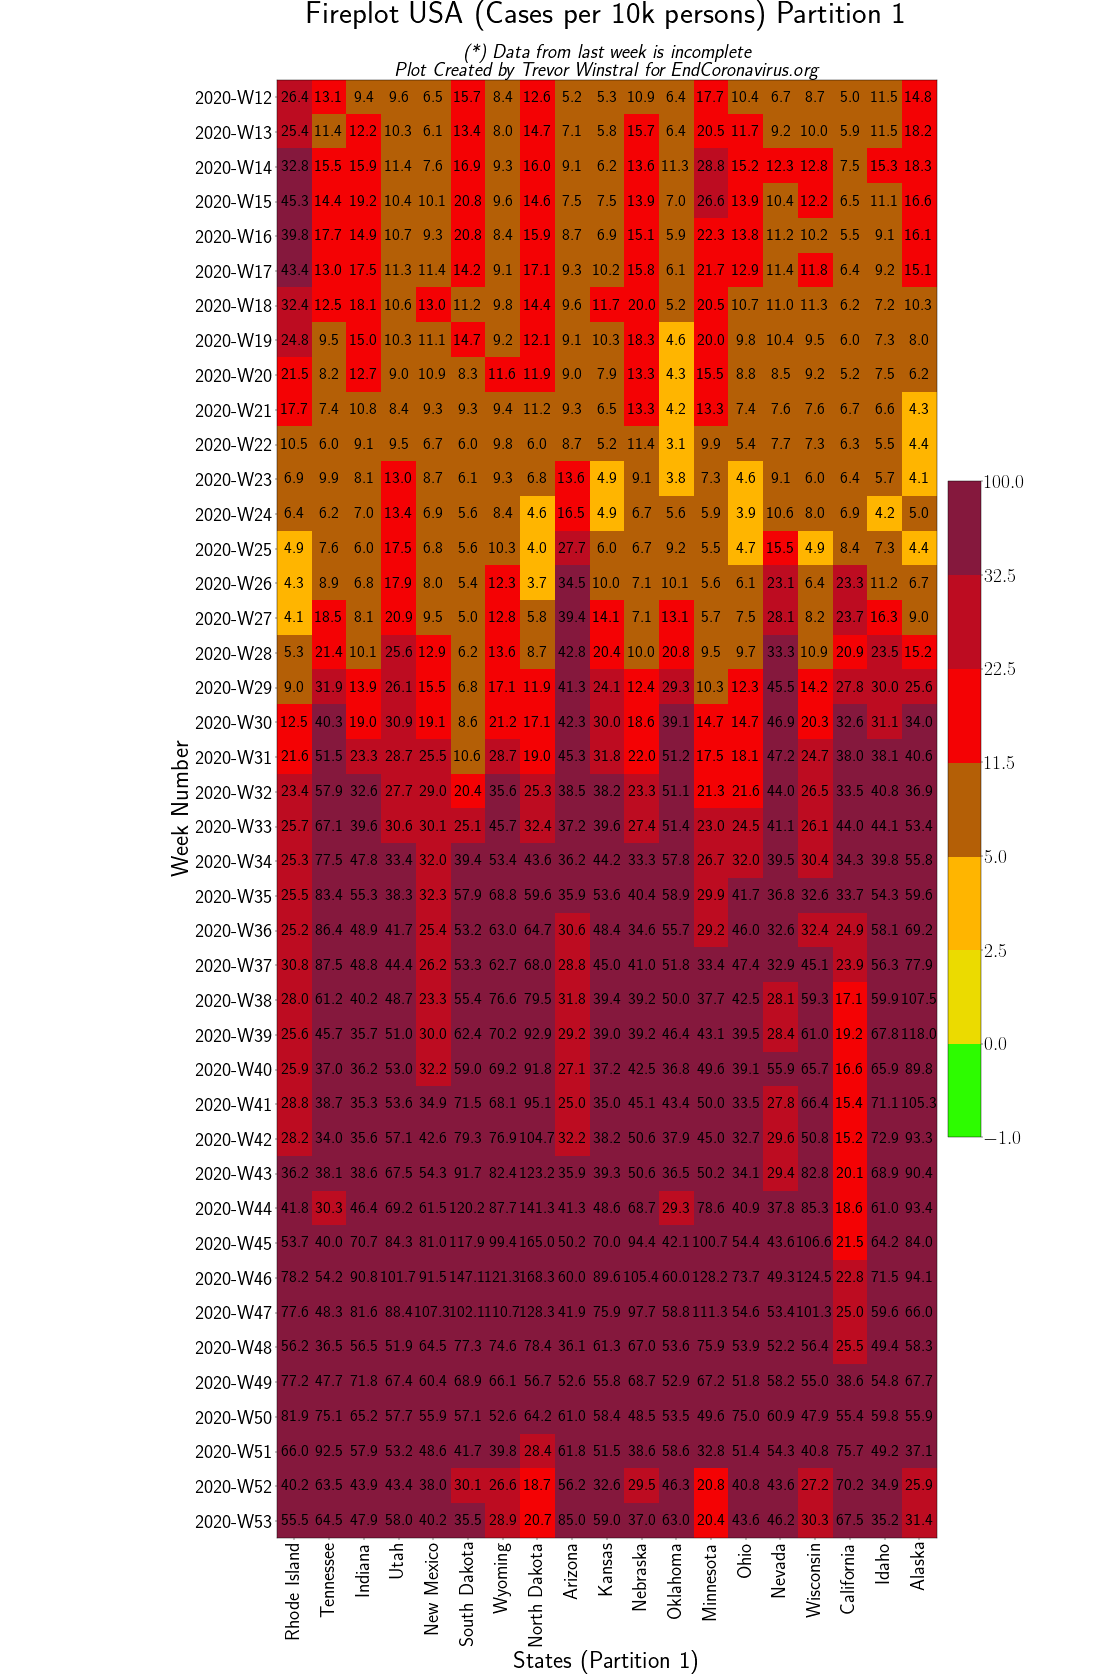 Fireplot USA (Cases per 10k persons) Partition 1
(*) Data from last week is incomplete
Plot Created by Trevor Winstral for EndCoronavirus.org
2020-W12 26.4 13.1 9.4 9.6 6.5 15.7 8.4 12.6 5.2 5.3 10.9 6.4 17.7 10.4 6.7 8.7 5.0 11.5 14.8
2020-W13 25.4 11.4 12.2 10.3 6.1 13.4 8.0 14.7 7.1 5.8 15.7 6.4 20.5 11.7 9.2 10.0 5.9 11.5 18.2
2020-W14 32.8 15.5 15.9 11.4 7.6 16.9 9.3 16.0 9.1 6.2 13.6 11.3 28.8 15.2 12.3 12.8 7.5 15.3 18.3
2020-W15 45.3 14.4 19.2 10.4 10.1 20.8 9.6 14.6 7.5 7.5 13.9 7.0 26.6 13.9 10.4 12.2 6.5 11.1 16.6
2020-W16 39.8 17.7 14.9 10.7 9.3 20.8 8.4 15.9 8.7 6.9 15.1 5.9 22.3 13.8 11.2 10.2 5.5 9.1 16.1
2020-W17 43.4 13.0 17.5 11.3 11.4 14.2 9.1 17.1 9.3 10.2 15.8 6.1 21.7 12.9 11.4 11.8 6.4 9.2 15.1
2020-W18 32.4 12.5 18.1 10.6 13.0 11.2 9.8 14.4 9.6 11.7 20.0 5.2 20.5 10.7 11.0 11.3 6.2 7.2 10.3
2020-W19 24.8 9.5 15.0 10.3 11.1 14.7 9.2 12.1 9.1 10.3 18.3 4.6 20.0 9.8 10.4 9.5 6.0 7.3 8.0
2020-W20 21.5 8.2 12.7 9.0 10.9 8.3 11.6 11.9 9.0 7.9 13.3 4.3 15.5 8.8 8.5 9.2 5.2 7.5 6.2
2020-W21 17.7 7.4 10.8 8.4 9.3 9.3 9.4 11.2 9.3 6.5 13.3 4.2 13.3 7.4 7.6 7.6 6.7 6.6 4.3
2020-W22 10.5 6.0 9.1 9.5 6.7 6.0 9.8 6.0 8.7 5.2 11.4 3.1 9.9 5.4 7.7 7.3 6.3 5.5 4.4
2020-W23 6.9 9.9 8.1 13.0 8.7 6.1 9.3 6.8 13.6 4.9 9.1 3.8 7.3 4.6 9.1 6.0 6.4 5.7 4.1
2020-W24 6.4 6.2 7.0 13.4 6.9 5.6 8.4 4.6 16.5 4.9 6.7 5.6 5.9 3.9 10.6 8.0 6.9 4.2 5.0
2020-W25 4.9 7.6 6.0 17.5 6.8 5.6 10.3 4.0 27.7 6.0 6.7 9.2 5.5 4.7 15.5 4.9 8.4 7.3 4.4
2020-W26 4.3 8.9 6.8 17.9 8.0 5.4 12.3 3.7 34.5 10.0 7.1 10.1 5.6 6.1 23.1 6.4 23.3 11.2 6.7
2020-W27 4.1 18.5 8.1 20.9 9.5 5.0 12.8 5.8 39.4 14.1 7.1 13.1 5.7 7.5 28.1 8.2 23.7 16.3 9.0
2020-W28 5.3 21.4 10.1 25.6 12.9 6.2 13.6 8.7 42.8 20.4 10.0 20.8 9.5 9.7 33.3 10.9 20.9 23.5 15.2
2020-W29 9.0 31.9 13.9 26.1 15.5 6.8 17.1 11.9 41.3 24.1 12.4 29.3 10.3 12.3 45.5 14.2 27.8 30.0 25.6
2020-W30 12.5 40.3 19.0 30.9 19.1 8.6 21.2 17.1 42.3 30.0 18.6 39.1 14.7 14.7 46.9 20.3 32.6 31.1 34.0
2020-W31 21.6 51.5 23.3 28.7 25.5 10.6 28.7 19.0 45.3 31.8 22.0 51.2 17.5 18.1 47.2 24.7 38.0 38.1 40.6
2020-W32 23.4 57.9 32.6 27.7 29.0 20.4 35.6 25.3 38.5 38.2 23.3 51.1 21.3 21.6 44.0 26.5 33.5 40.8 36.9
2020-W33 25.7 67.1 39.6 30.6 30.1 25.1 45.7 32.4 37.2 39.6 27.4 51.4 23.0 24.5 41.1 26.1 44.0 44.1 53.4
2020-W34 25.3 77.5 47.8 33.4 32.0 39.4 53.4 43.6 36.2 44.2 33.3 57.8 26.7 32.0 39.5 30.4 34.3 39.8 55.8
2020-W35 25.5 83.4 55.3 38.3 32.3 57.9 68.8 59.6 35.9 53.6 40.4 58.9 29.9 41.7 36.8 32.6 33.7 54.3 59.6
2020-W36 25.2 86.4 48.9 41.7 25.4 53.2 63.0 64.7 30.6 48.4 34.6 55.7 29.2 46.0 32.6 32.4 24.9 58.1 69.2
2020-W37 30.8 87.5 48.8 44.4 26.2 53.3 62.7 68.0 28.8 45.0 41.0 51.8 33.4 47.4 32.9 45.1 23.9 56.3 77.9
2020-W38 28.0 61.2 40.2 48.7 23.3 55.4 76.6 79.5 31.8 39.4 39.2 50.0 37.7 42.5 28.1 59.3 17.1 59.9 107.5
2020-W39 25.6 45.7 35.7 51.0 30.0 62.4 70.2 92.9 29.2 39.0 39.2 46.4 43.1 39.5 28.4 61.0 19.2 67.8 118.0
2020-W40 25.9 37.0 36.2 53.0 32.2 59.0 69.2 91.8 27.1 37.2 42.5 36.8 49.6 39.1 55.9 65.7 16.6 65.9 89.8
2020-W41 28.8 38.7 35.3 53.6 34.9 71.5 68.1 95.1 25.0 35.0 45.1 43.4 50.0 33.5 27.8 66.4 15.4 71.1 105.3
2020-W42 28.2 34.0 35.6 57.1 42.6 79.3 76.9 104.7 32.2 38.2 50.6 37.9 45.0 32.7 29.6 50.8 15.2 72.9 93.3
2020-W43 36.2 38.1 38.6 67.5 54.3 91.7 82.4 123.2 35.9 39.3 50.6 36.5 50.2 34.1 29.4 82.8 20.1 68.9 90.4
2020-W44 41.8 30.3 46.4 69.2 61.5 120.2 87.7 141.3 41.3 48.6 68.7 29.3 78.6 40.9 37.8 85.3 18.6 61.0 93.4
2020-W45 53.7 40.0 70.7 84.3 81.0 117.9 99.4 165.0 50.2 70.0 94.4 42.1 100.7 54.4 43.6 106.6 21.5 64.2 84.0
2020-W46 78.2 54.2 90.8 101.7 91.5 147.1 121.3 168.3 60.0 89.6 105.4 60.0 128.2 73.7 49.3 124.5 22.8 71.5 94.1
2020-W47 77.6 48.3 81.6 88.4 107.3 102.1 110.7 128.3 41.9 75.9 97.7 58.8 111.3 54.6 53.4 101.3 25.0 59.6 66.0
2020-W48 56.2 36.5 56.5 51.9 64.5 77.3 74.6 78.4 36.1 61.3 67.0 53.6 75.9 53.9 52.2 56.4 25.5 49.4 58.3
2020-W49 77.2 47.7 71.8 67.4 60.4 68.9 66.1 56.7 52.6 55.8 68.7 52.9 67.2 51.8 58.2 55.0 38.6 54.8 67.7
2020-W50 81.9 75.1 65.2 57.7 55.9 57.1 52.6 64.2 61.0 58.4 48.5 53.5 49.6 75.0 60.9 47.9 55.4 59.8 55.9
2020-W51 66.0 92.5 57.9 53.2 48.6 41.7 39.8 28.4 61.8 51.5 38.6 58.6 32.8 51.4 54.3 40.8 75.7 49.2 37.1
2020-W52 40.2 63.5 43.9 43.4 38.0 30.1 26.6 18.7 56.2 32.6 29.5 46.3 20.8 40.8 43.6 27.2 70.2 34.9 25.9
2020-W53 55.5 64.5 47.9 58.0 40.2 35.5 28.9 20.7 85.0 59.0 37.0 63.0 20.4 43.6 46.2 30.3 67.5 35.2 31.4
Week Number
Rhode Island
Tennessee
Indiana
Utah
New Mexico
South Dakota
Wyoming
North Dakota
Arizona
Kansas
Nebraska
Oklahoma
Minnesota
Ohio
Nevada
Wisconsin
California
Idaho
Alaska
States (Partition 1)
100.0
32.5
22.5
11.5
5.0
2.5
0.0
−1.0